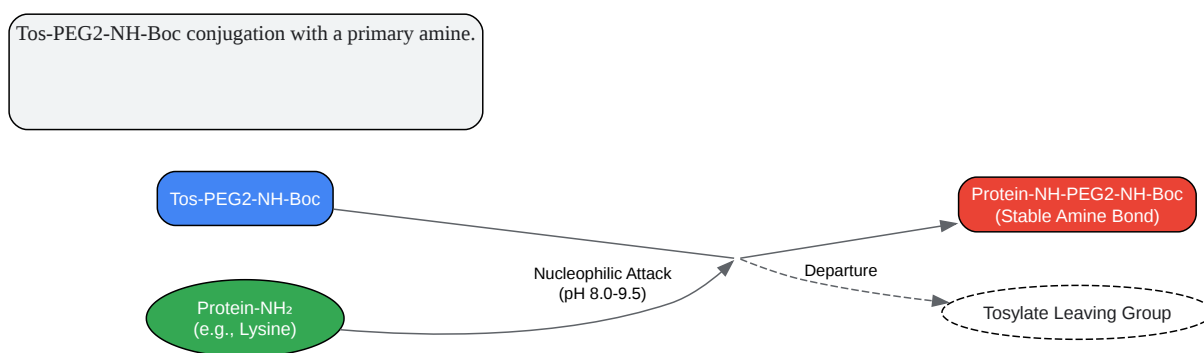 Tos-PEG2-NH-Boc conjugation with a primary amine.
Tos-PEG2-NH-Boc
Protein-NH-PEG2-NH-Boc
(Stable Amine Bond)
Nucleophilic Attack
(pH 8.0-9.5)
Departure
Protein-NH₂
(e.g., Lysine)
Tosylate Leaving Group